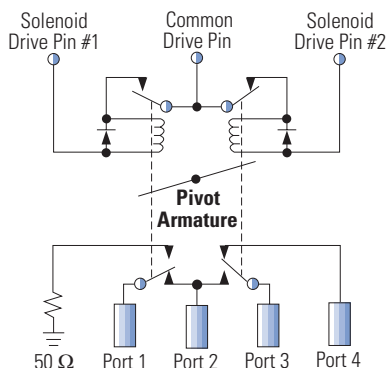 Solenoid
Drive Pin #1
Common
Drive Pin
Solenoid
Drive Pin #2
Pivot
Armature
50 Ω
Port 1
Port 2
Port 3
Port 4